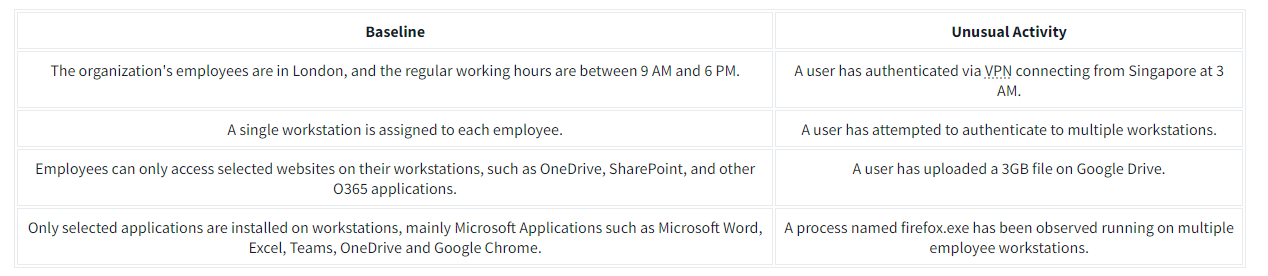 Baseline
Unusual Activity
The organization's employees are in London, and the regular working hours are between 9 AM and 6 PM.
A user has authenticated via VPN connecting from Singapore at 3
AM.
A single workstation is assigned to each employee.
A user has attempted to authenticate to multiple workstations.
Employees can only access selected websites on their workstations, such as OneDrive, SharePoint, and other
O365 applications.
A user has uploaded a 3GB file on Google Drive.
Only selected applications are installed on workstations, mainly Microsoft Applications such as Microsoft Word,
Excel, Teams, OneDrive and Google Chrome.
A process named firefox.exe has been observed running on multiple
employee workstations.